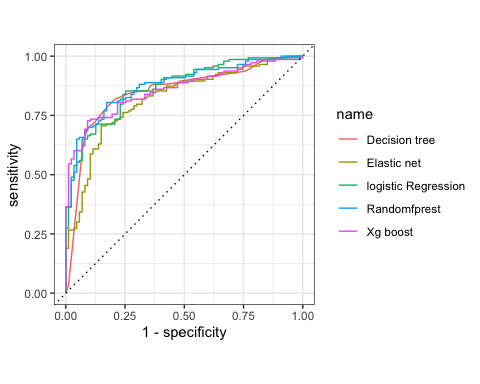 1.00
0.75
0.50
0.25
0.00
sensitivity
0.00 0.25 0.50 0.75 1.00
1 - specificity
name
Decision tree
Elastic net
logistic Regression
Randomfprest
Xg boost